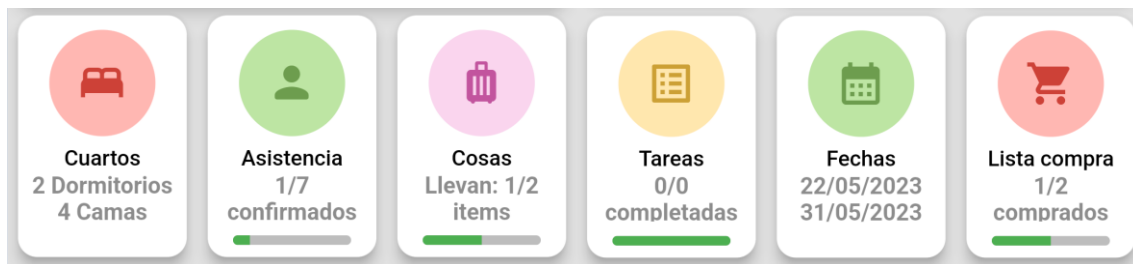 Cuartos
2 Dormitorios
4 Camas
Asistencia
1/7
confirmados
Cosas
Llevan: 1/2
items
Tareas
0/0
completadas
Fechas
22/05/2023
31/05/2023
Lista compra
1/2
comprados